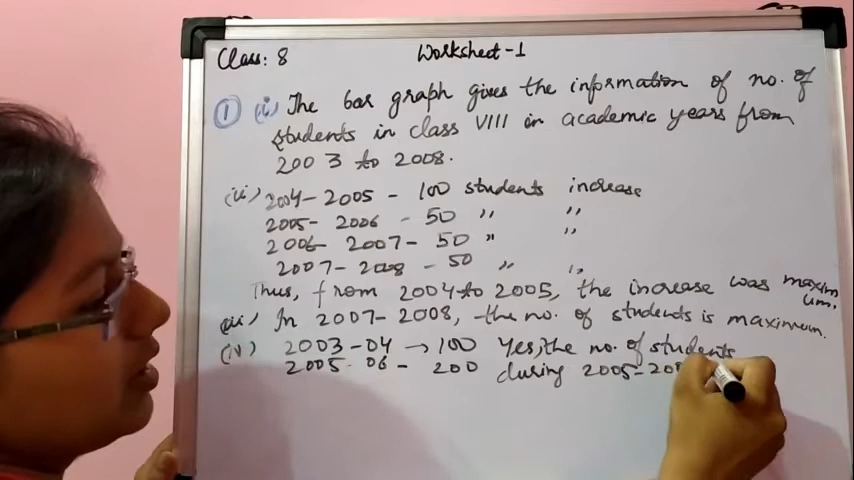 Class: 8 Worksheet-1
① (i) The bar graph gives the information of no. of
students in class VIII in academic years from
2003 to 2008.
(ii) 2004-2005 - 100 students increase
2005-2006 - 50 " "
2006-2007- 50 " "
2007-2008 - 50 " "
Thus, from 2004 to 2005, the increase was maximum.
(iii) In 2007-2008, the no. of students is maximum.
(iv) 2003-04 → 100 Yes, the no. of students
2005-06 - 200 during 2005-20